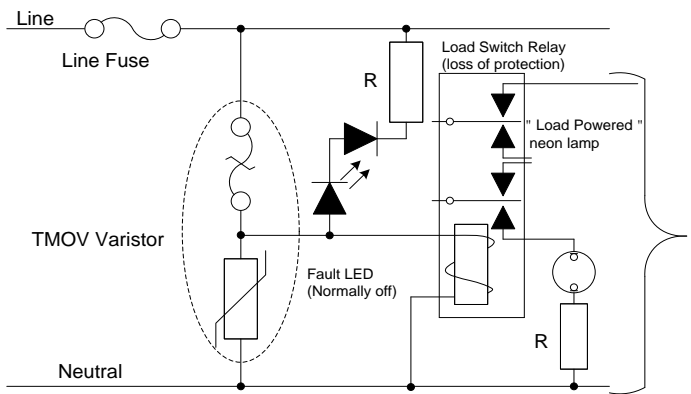 Line
Line Fuse
R
Load Switch Relay
(loss of protection)
" Load Powered "
neon lamp
TMOV Varistor
Fault LED
(Normally off)
R
Neutral